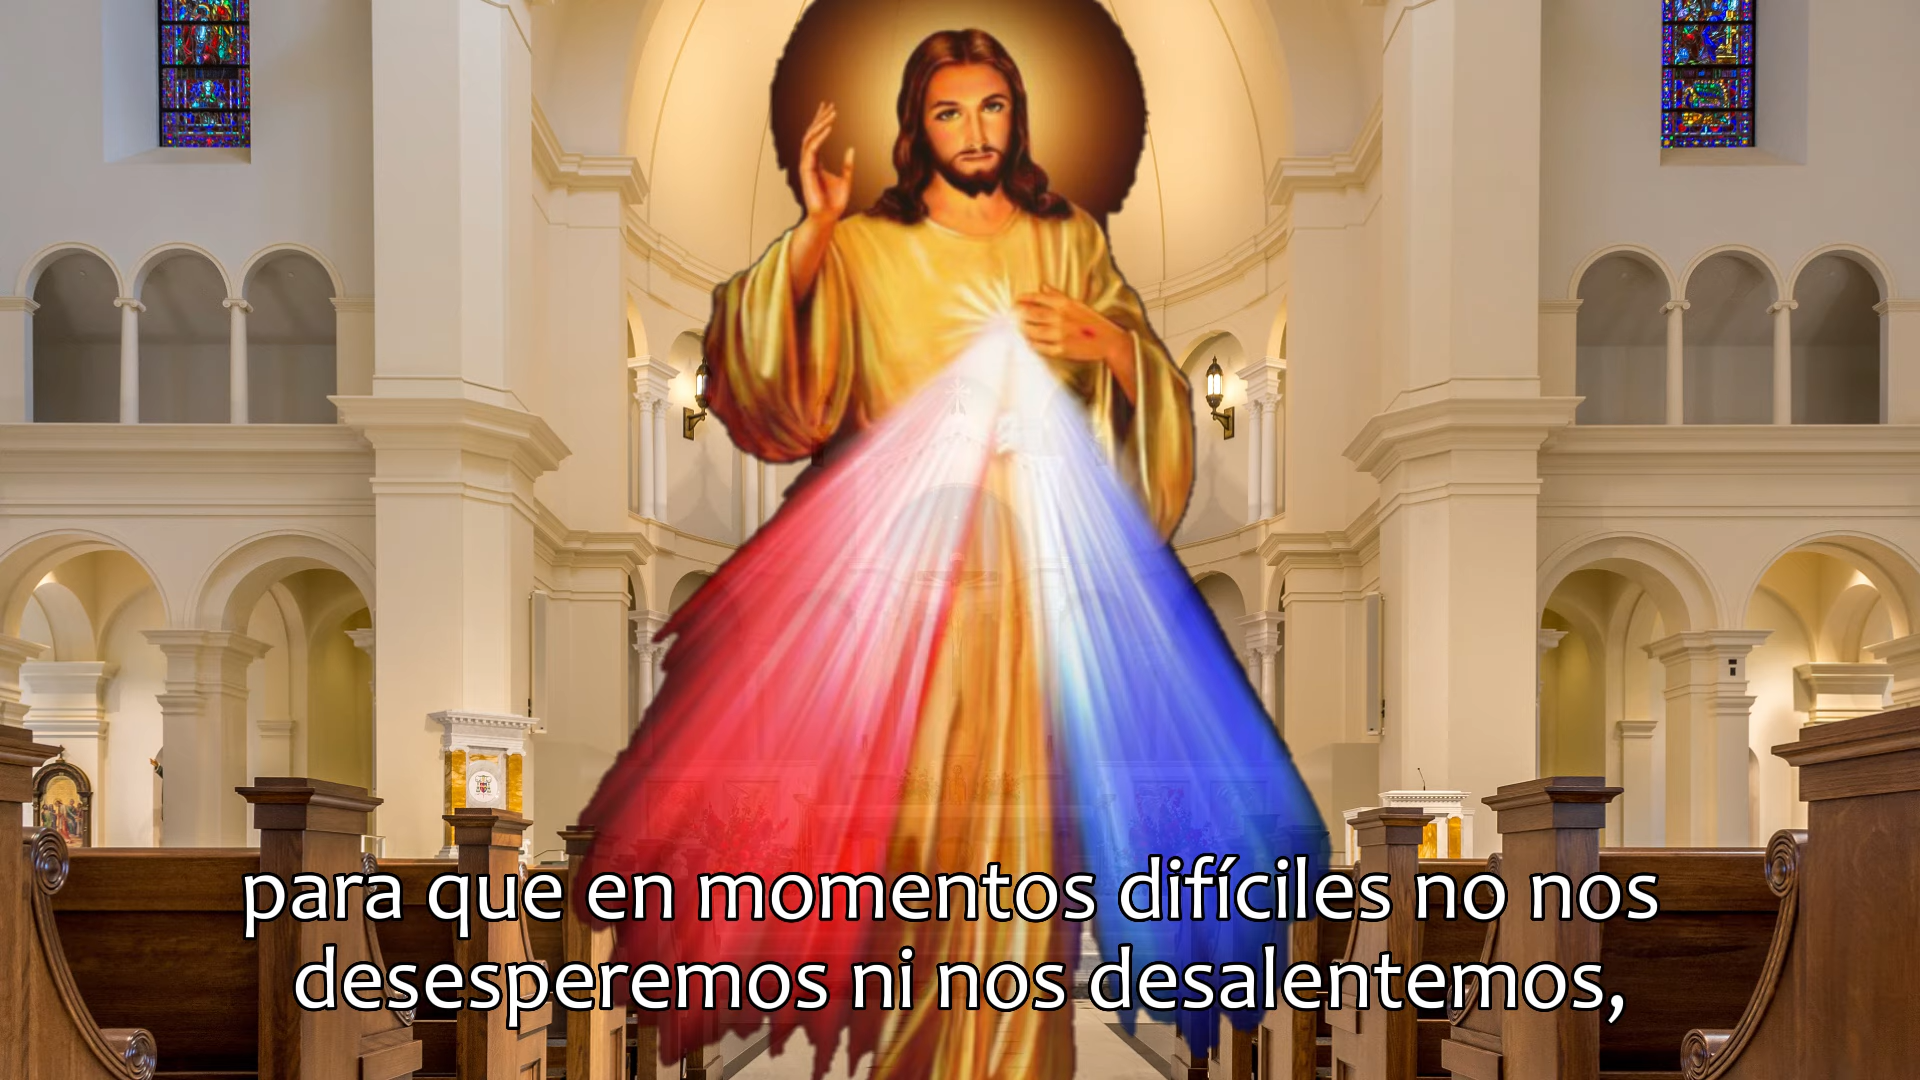 para que en momentos difíciles no nos
desesperemos ni nos desalentemos,